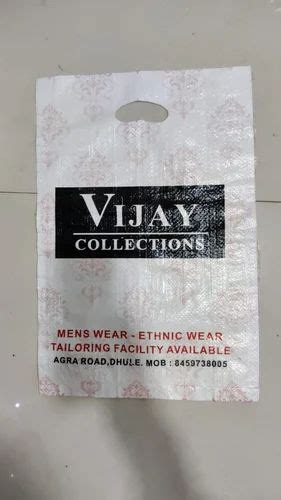 VIJAY
COLLECTIONS
MENS WEAR - ETHNIC WEAR
TAILORING FACILITY AVAILABLE
AGRA ROAD,DHULE. MOB : 8459738005